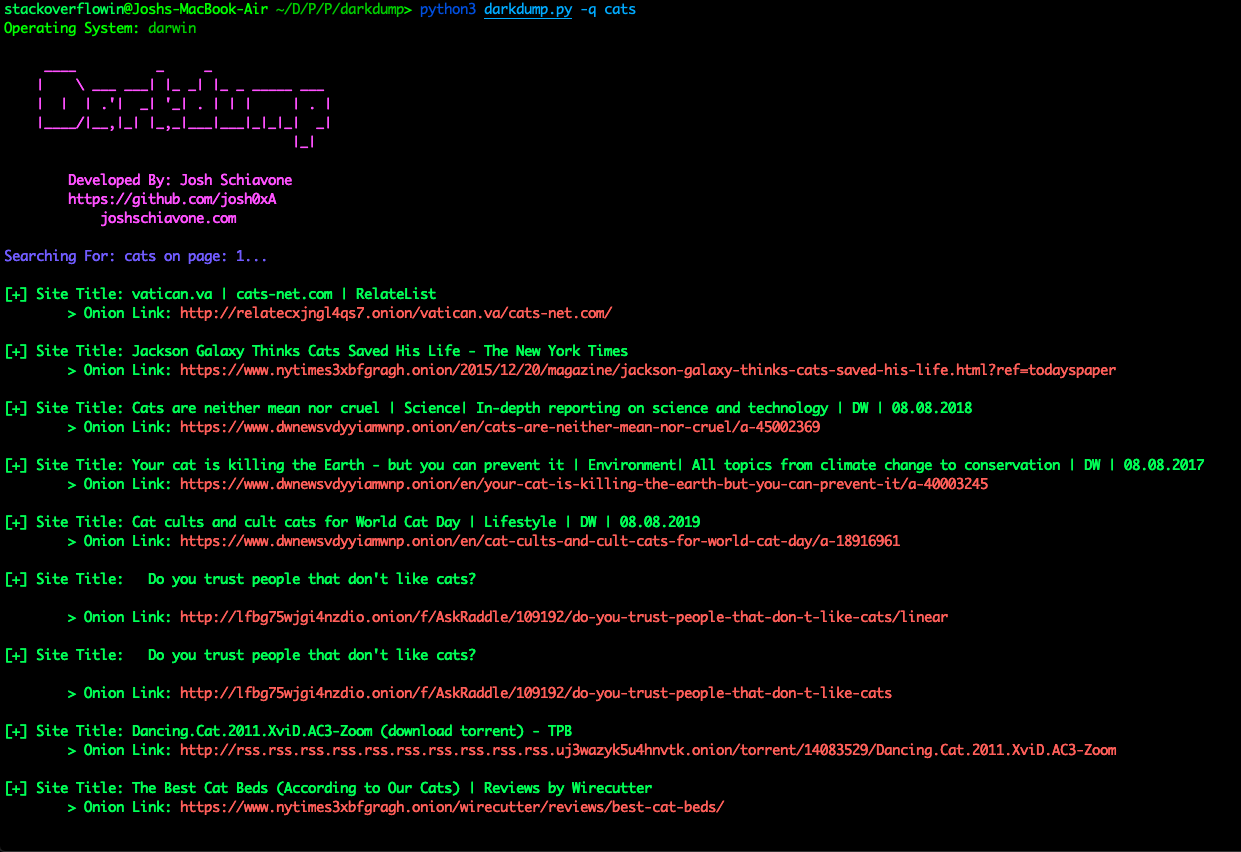 stackoverflowin@Joshs-MacBook-Air ~/D/P/P/darkdump> python3 darkdump.py -q cats
Operating System: darwin
Darkdump
Developed By: Josh Schiavone
https://github.com/josh0xA
joshschiavone.com
Searching For: cats on page: 1...
[+] Site Title: vatican.va | cats-net.com | RelateList
> Onion Link: http://relatecxjngl4qs7.onion/vatican.va/cats-net.com/
[+] Site Title: Jackson Galaxy Thinks Cats Saved His Life - The New York Times
> Onion Link: https://www.nytimes3xbfgragh.onion/2015/12/20/magazine/jackson-galaxy-thinks-cats-saved-his-life.html?ref=todayspaper
[+] Site Title: Cats are neither mean nor cruel | Science| In-depth reporting on science and technology | DW | 08.08.2018
> Onion Link: https://www.dwnewsvdyyiamwnp.onion/en/cats-are-neither-mean-nor-cruel/a-45002369
[+] Site Title: Your cat is killing the Earth - but you can prevent it | Environment| All topics from climate change to conservation | DW | 08.08.2017
> Onion Link: https://www.dwnewsvdyyiamwnp.onion/en/your-cat-is-killing-the-earth-but-you-can-prevent-it/a-40003245
[+] Site Title: Cat cults and cult cats for World Cat Day | Lifestyle | DW | 08.08.2019
> Onion Link: https://www.dwnewsvdyyiamwnp.onion/en/cat-cults-and-cult-cats-for-world-cat-day/a-18916961
[+] Site Title:   Do you trust people that don't like cats?
> Onion Link: http://lfbg75wjgi4nzdio.onion/f/AskRaddle/109192/do-you-trust-people-that-don-t-like-cats/linear
[+] Site Title:   Do you trust people that don't like cats?
> Onion Link: http://lfbg75wjgi4nzdio.onion/f/AskRaddle/109192/do-you-trust-people-that-don-t-like-cats
[+] Site Title: Dancing.Cat.2011.XviD.AC3-Zoom (download torrent) - TPB
> Onion Link: http://rss.rss.rss.rss.rss.rss.rss.rss.rss.rss.uj3wazyk5u4hnvtk.onion/torrent/14083529/Dancing.Cat.2011.XviD.AC3-Zoom
[+] Site Title: The Best Cat Beds (According to Our Cats) | Reviews by Wirecutter
> Onion Link: https://www.nytimes3xbfgragh.onion/wirecutter/reviews/best-cat-beds/